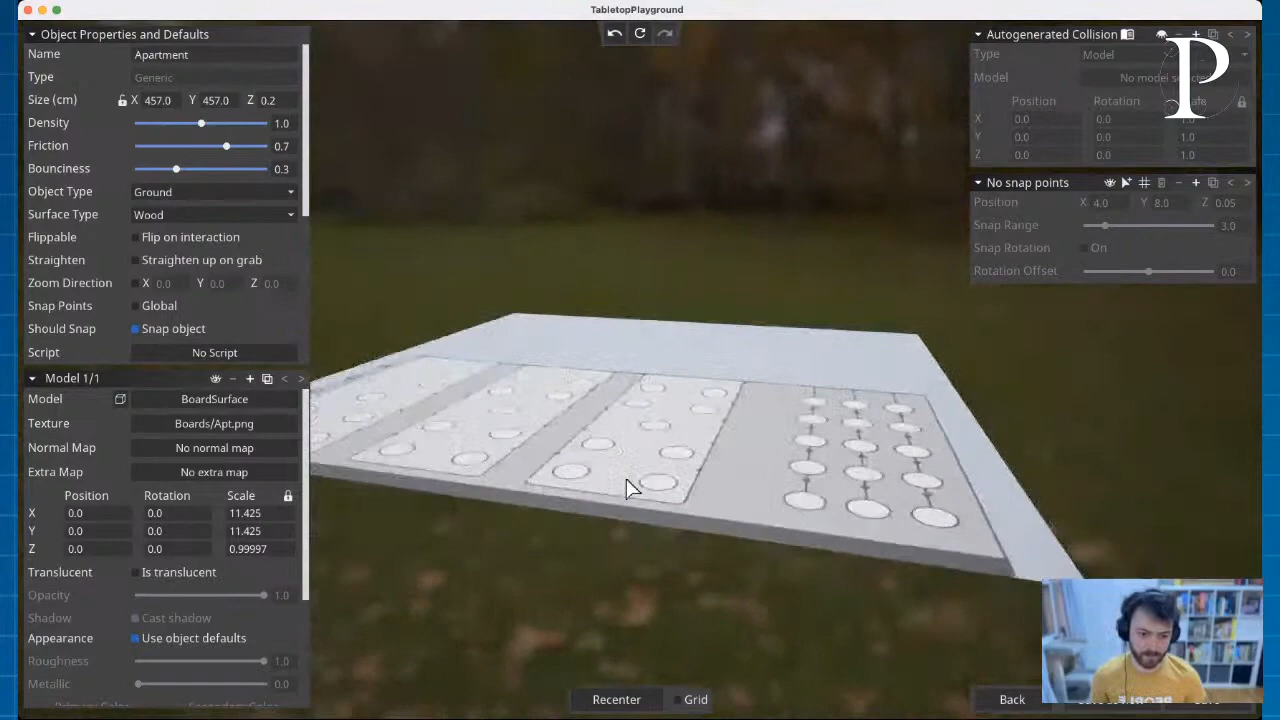 TabletopPlayground
Object Properties and Defaults
Name Apartment
Type Generic
Size (cm) X 457.0 Y 457.0 Z 0.2
Density 1.0
Friction 0.7
Bounciness 0.3
Object Type Ground
Surface Type Wood
Flippable Flip on interaction
Straighten Straighten up on grab
Zoom Direction X 0.0 Y 0.0 Z 0.0
Snap Points Global
Should Snap Snap object
Script No Script
Model 1/1
Model BoardSurface
Texture Boards/Apt.png
Normal Map No normal map
Extra Map No extra map
Position Rotation Scale
X 0.0 0.0 11.425
Y 0.0 0.0 11.425
Z 0.0 0.0 0.99997
Translucent Is translucent
Opacity 1.0
Shadow Cast shadow
Appearance Use object defaults
Roughness 1.0
Metallic 0.0
Recenter Grid
Autogenerated Collision
Type Model
Model No model selected
Position Rotation
X 0.0 0.0 1.0
Y 0.0 0.0 1.0
Z 0.0 0.0 1.0
P
No snap points
Position X 4.0 Y 8.0 Z 0.05
Snap Range 3.0
Snap Rotation On
Rotation Offset 0.0
Back